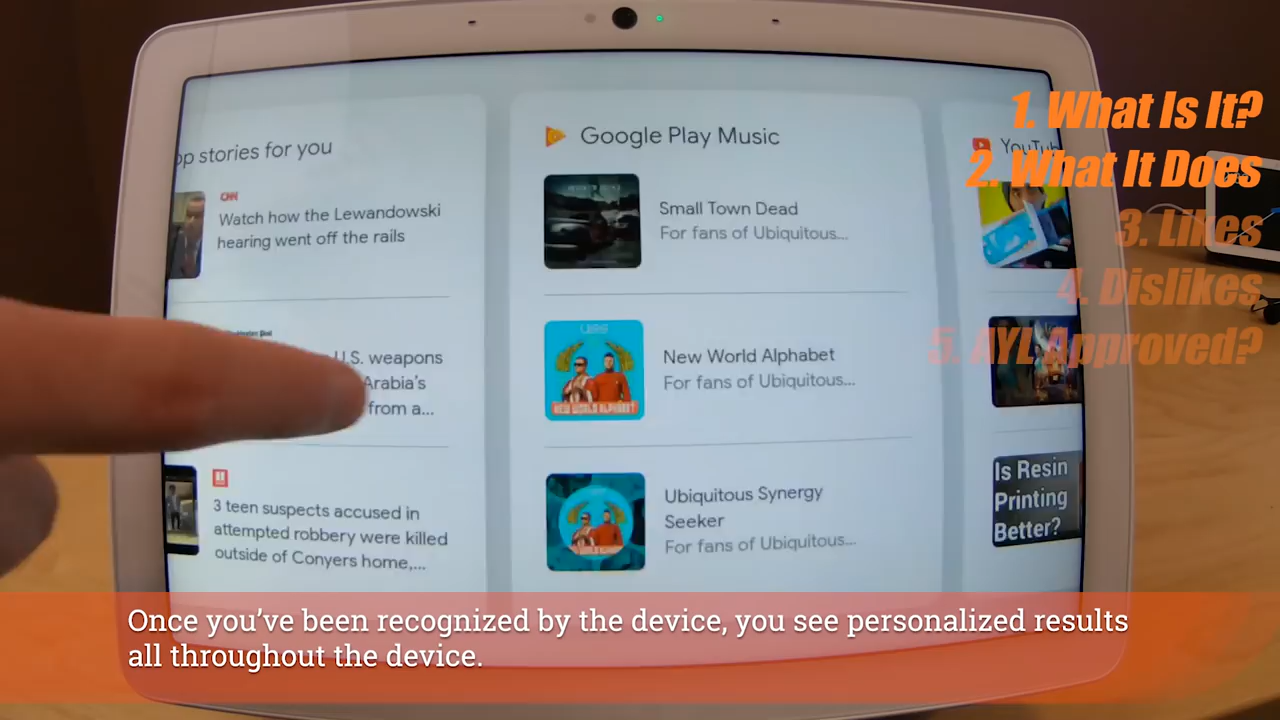 op stories for you
CNN
Watch how the Lewandowski
hearing went off the rails
U.S. weapons
Arabia's
from a...
3 teen suspects accused in
attempted robbery were killed
outside of Conyers home,...
Google Play Music
Small Town Dead
For fans of Ubiquitous...
New World Alphabet
For fans of Ubiquitous...
NEW WORLD ALPHABET
Ubiquitous Synergy
Seeker
For fans of Ubiquitous...
YouTub
Is Resin
Printing
Better?
1. What Is It?
2. What It Does
3. Likes
4. Dislikes
5. AYL Approved?
Once you’ve been recognized by the device, you see personalized results
all throughout the device.